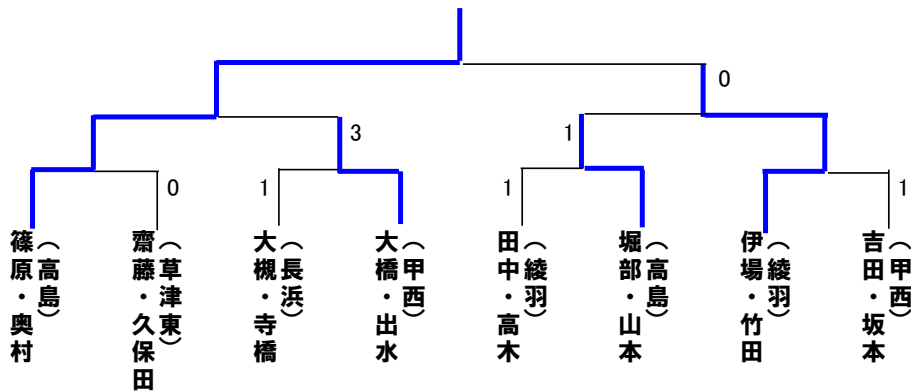 0
3
1
0
1
1
1
篠原・奥村
（高島）
齋藤・久保田
（草津東）
大槻・寺橋
（長浜）
大橋・出水
（甲西）
田中・高木
（綾羽）
堀部・山本
（高島）
伊場・竹田
（綾羽）
吉田・坂本
（甲西）